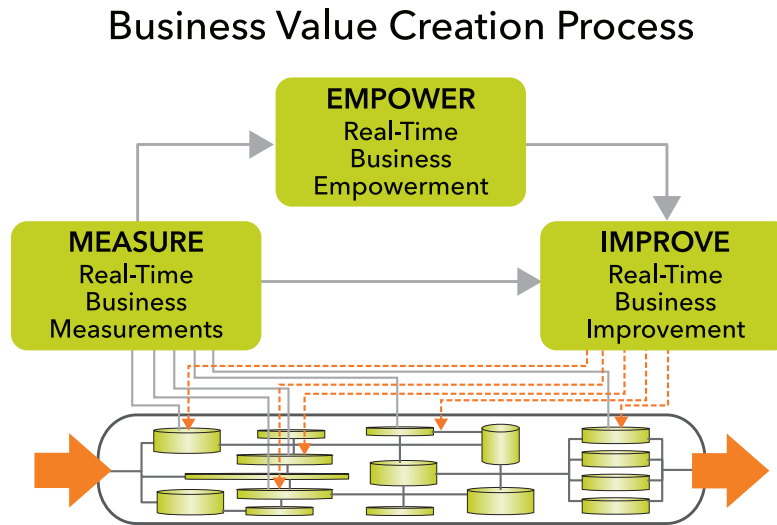 Business Value Creation Process
EMPOWER
Real-Time
Business
Empowerment
MEASURE
Real-Time
Business
Measurements
IMPROVE
Real-Time
Business
Improvement